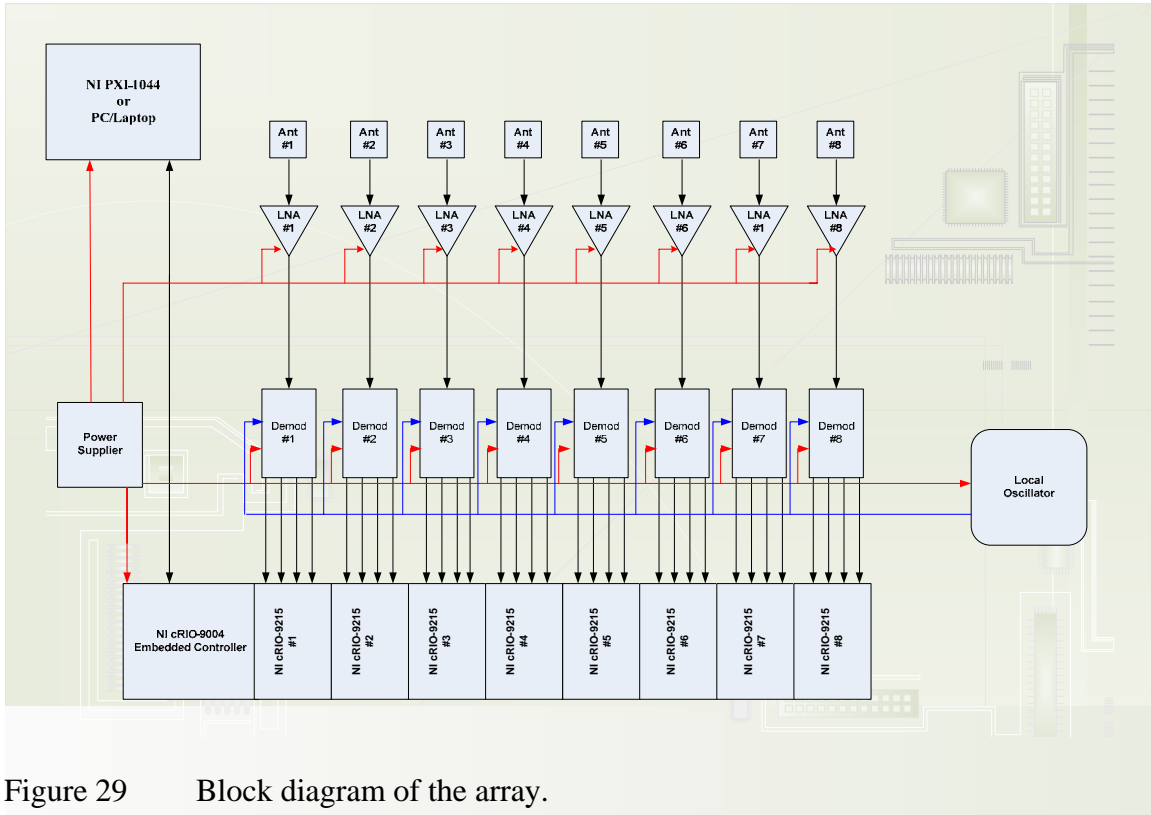 NI PXI-1044
or
PC/Laptop
Ant
#1
Ant
#2
Ant
#3
Ant
#4
Ant
#5
Ant
#6
Ant
#7
Ant
#8
LNA
#1
LNA
#2
LNA
#3
LNA
#4
LNA
#5
LNA
#6
LNA
#1
LNA
#8
Power
Supplier
Demod
#1
Demod
#2
Demod
#3
Demod
#4
Demod
#5
Demod
#6
Demod
#7
Demod
#8
Local
Oscillator
NI cRIO-9004
Embedded Controller
NI cRIO-9215
#1
NI cRIO-9215
#2
NI cRIO-9215
#3
NI cRIO-9215
#4
NI cRIO-9215
#5
NI cRIO-9215
#6
NI cRIO-9215
#7
NI cRIO-9215
#8
Figure 29 Block diagram of the array.